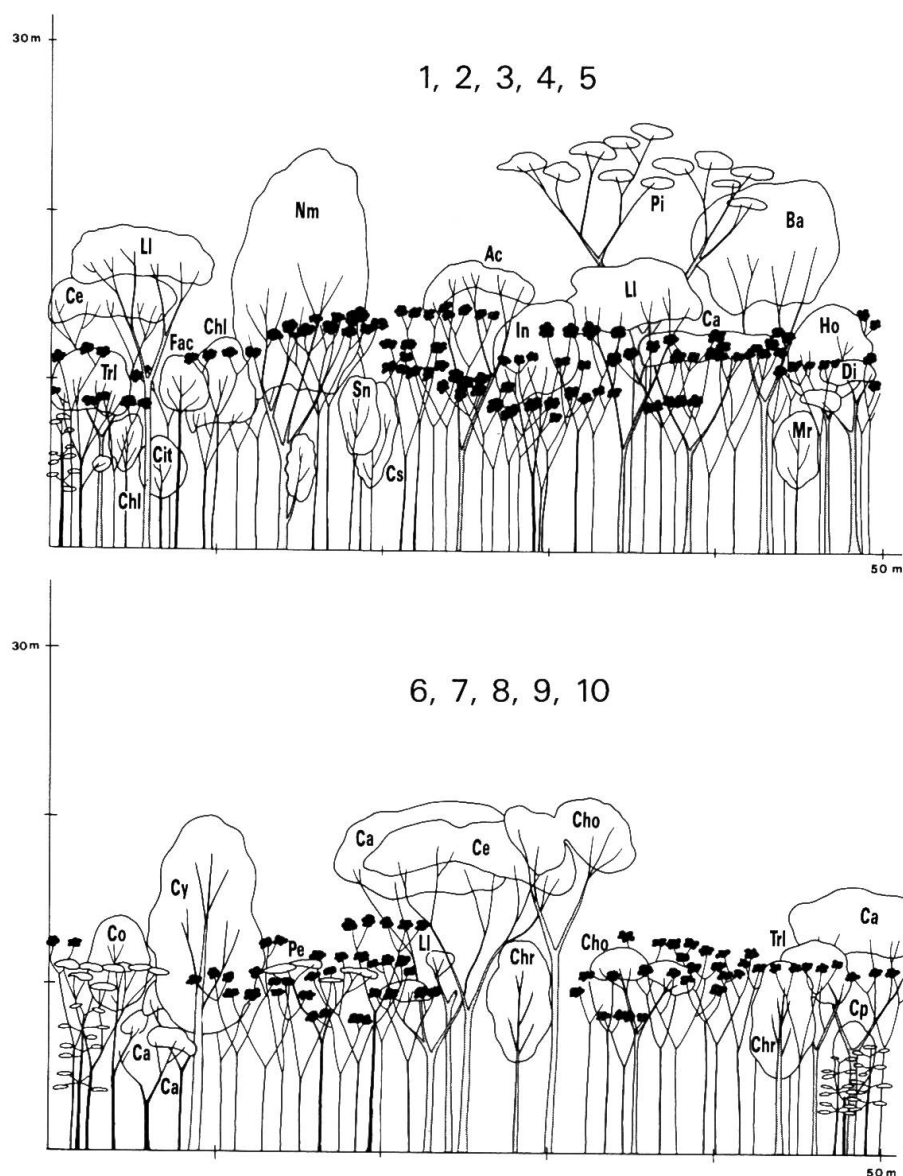 30m
1, 2, 3, 4, 5
Nm
Pi
Ba
Ll
Ac
Ce
Ll
In
Ca
Ho
Fac
Chl
Trl
Di
Sn
Mr
Cit
Cs
Chl
50 m
30m
6, 7, 8, 9, 10
Ca
Cho
Ce
Cy
Ca
Co
Pe
Ll
Chr
Cho
Trl
Cp
Ca
Chr
Ca
50 m